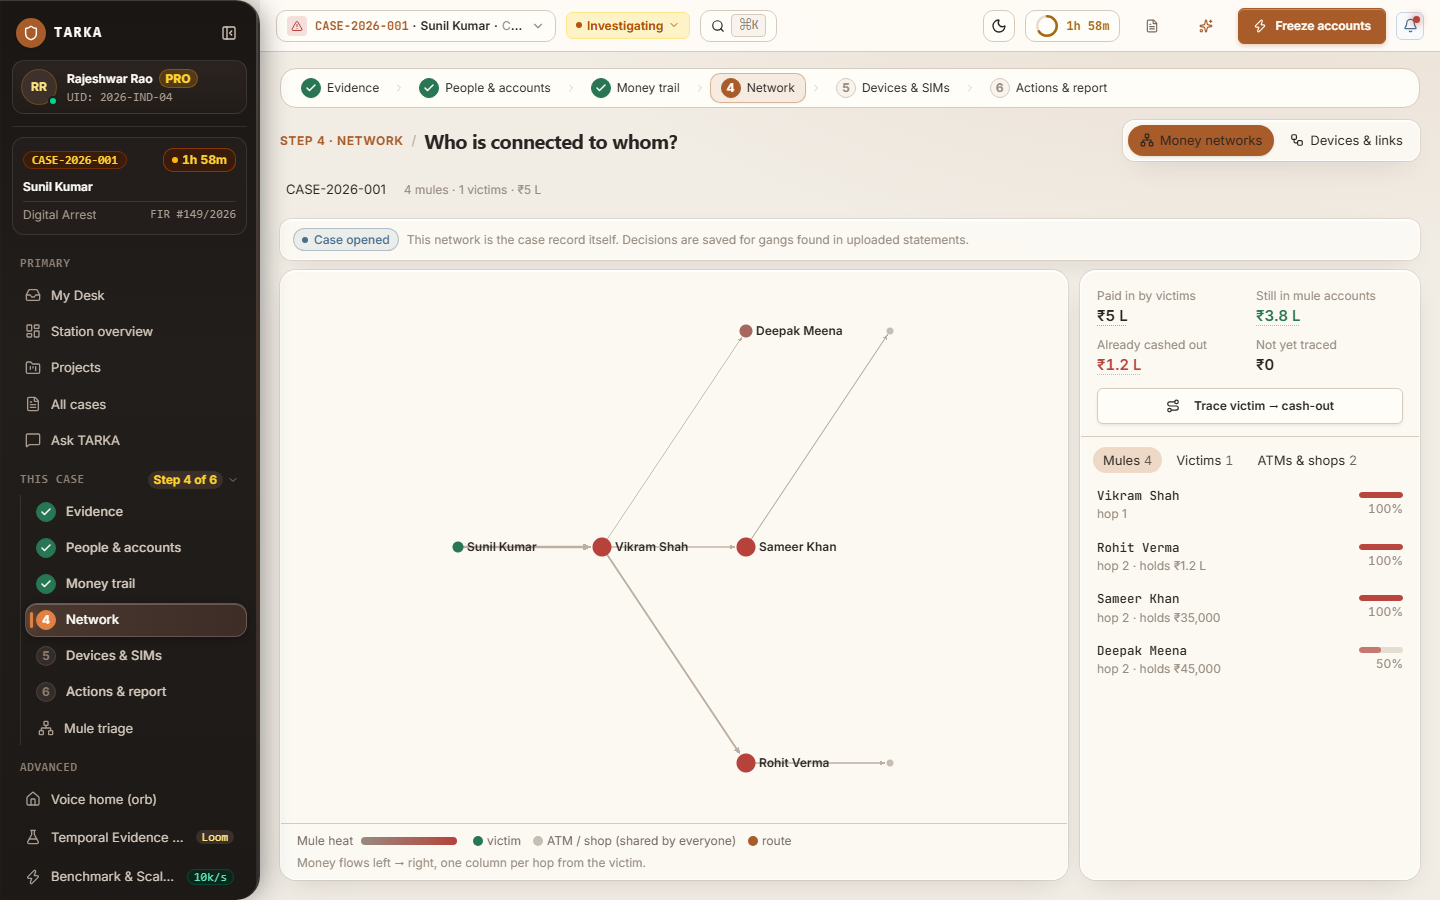 TARKA
RR
Rajeshwar Rao PRO
UID: 2026-IND-04
CASE-2026-001 1h 58m
Sunil Kumar
Digital Arrest FIR #149/2026
PRIMARY
My Desk
Station overview
Projects
All cases
Ask TARKA
THIS CASE Step 4 of 6
Evidence
People & accounts
Money trail
4 Network
5 Devices & SIMs
6 Actions & report
Mule triage
ADVANCED
Voice home (orb)
Temporal Evidence ... Loom
Benchmark & Scal... 10k/s
CASE-2026-001 · Sunil Kumar · C...
Investigating
⌘K
1h 58m
Freeze accounts
Evidence
People & accounts
Money trail
4 Network
5 Devices & SIMs
6 Actions & report
STEP 4 · NETWORK / Who is connected to whom?
Money networks
Devices & links
CASE-2026-001 4 mules · 1 victims · ₹5 L
Case opened This network is the case record itself. Decisions are saved for gangs found in uploaded statements.
Deepak Meena
Sunil Kumar
Vikram Shah
Sameer Khan
Rohit Verma
Mule heat victim ATM / shop (shared by everyone) route
Money flows left → right, one column per hop from the victim.
Paid in by victims
₹5 L
Still in mule accounts
₹3.8 L
Already cashed out
₹1.2 L
Not yet traced
₹0
Trace victim → cash-out
Mules 4 Victims 1 ATMs & shops 2
Vikram Shah
hop 1
100%
Rohit Verma
hop 2 · holds ₹1.2 L
100%
Sameer Khan
hop 2 · holds ₹35,000
100%
Deepak Meena
hop 2 · holds ₹45,000
50%